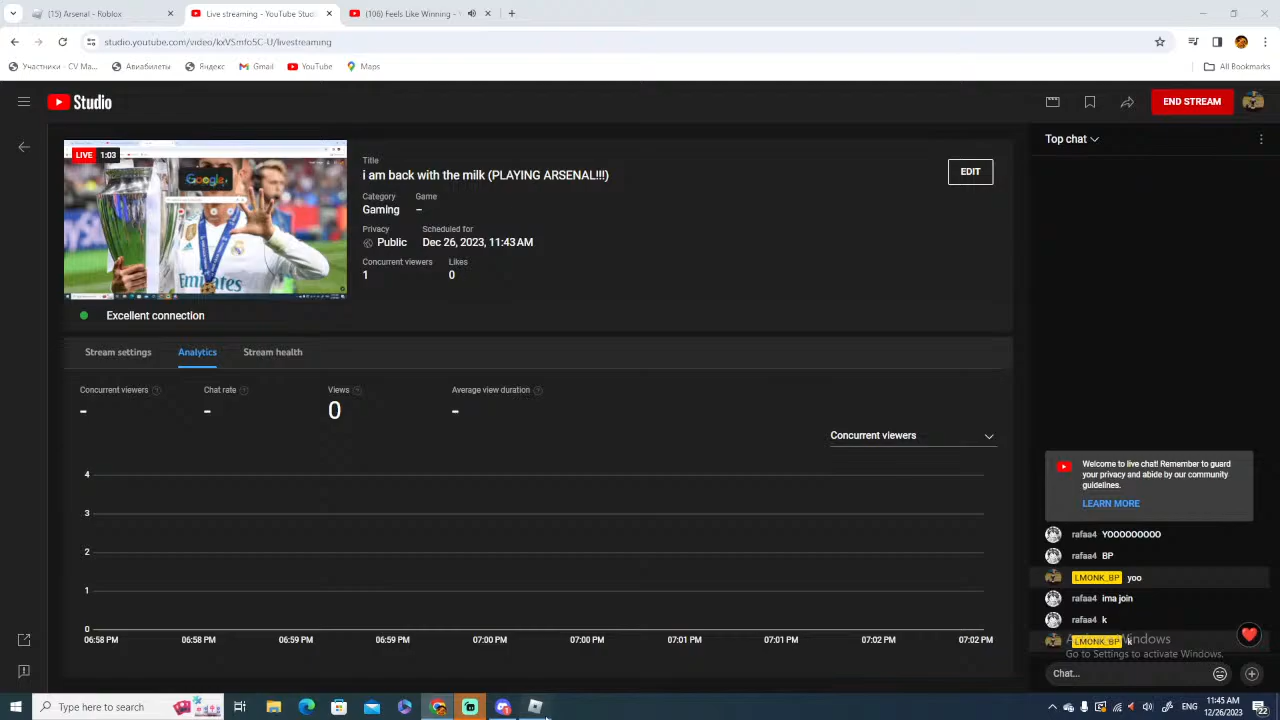 (15) Arsenal - Roblox
Live streaming - YouTube Stud
(106) Feels Like Winning -
studio.youtube.com/video/kxVSmfo5C-U/livestreaming
Участники - CV Ma...
Авиабилеты
Яндекс
Gmail
YouTube
Maps
All Bookmarks
Studio
END STREAM
LIVE 1:03
Google
Emirates
Title
i am back with the milk (PLAYING ARSENAL!!!)
EDIT
Category
Game
Gaming
–
Privacy
Scheduled for
Public
Dec 26, 2023, 11:43 AM
Concurrent viewers
Likes
1
0
Excellent connection
Stream settings
Analytics
Stream health
Concurrent viewers
Chat rate
Views
Average view duration
-
-
0
-
Concurrent viewers
4
3
2
1
0
06:58 PM
06:58 PM
06:59 PM
06:59 PM
07:00 PM
07:00 PM
07:01 PM
07:01 PM
07:02 PM
07:02 PM
Top chat
Welcome to live chat! Remember to guard
your privacy and abide by our community
guidelines.
LEARN MORE
rafaa4 YOOOOOOOOO
rafaa4 BP
LMONK_BP yoo
rafaa4 ima join
rafaa4 k
LMONK_BP k
Activate Windows
Go to Settings to activate Windows.
Chat...
Type here to search
ENG
11:45 AM
12/26/2023
22